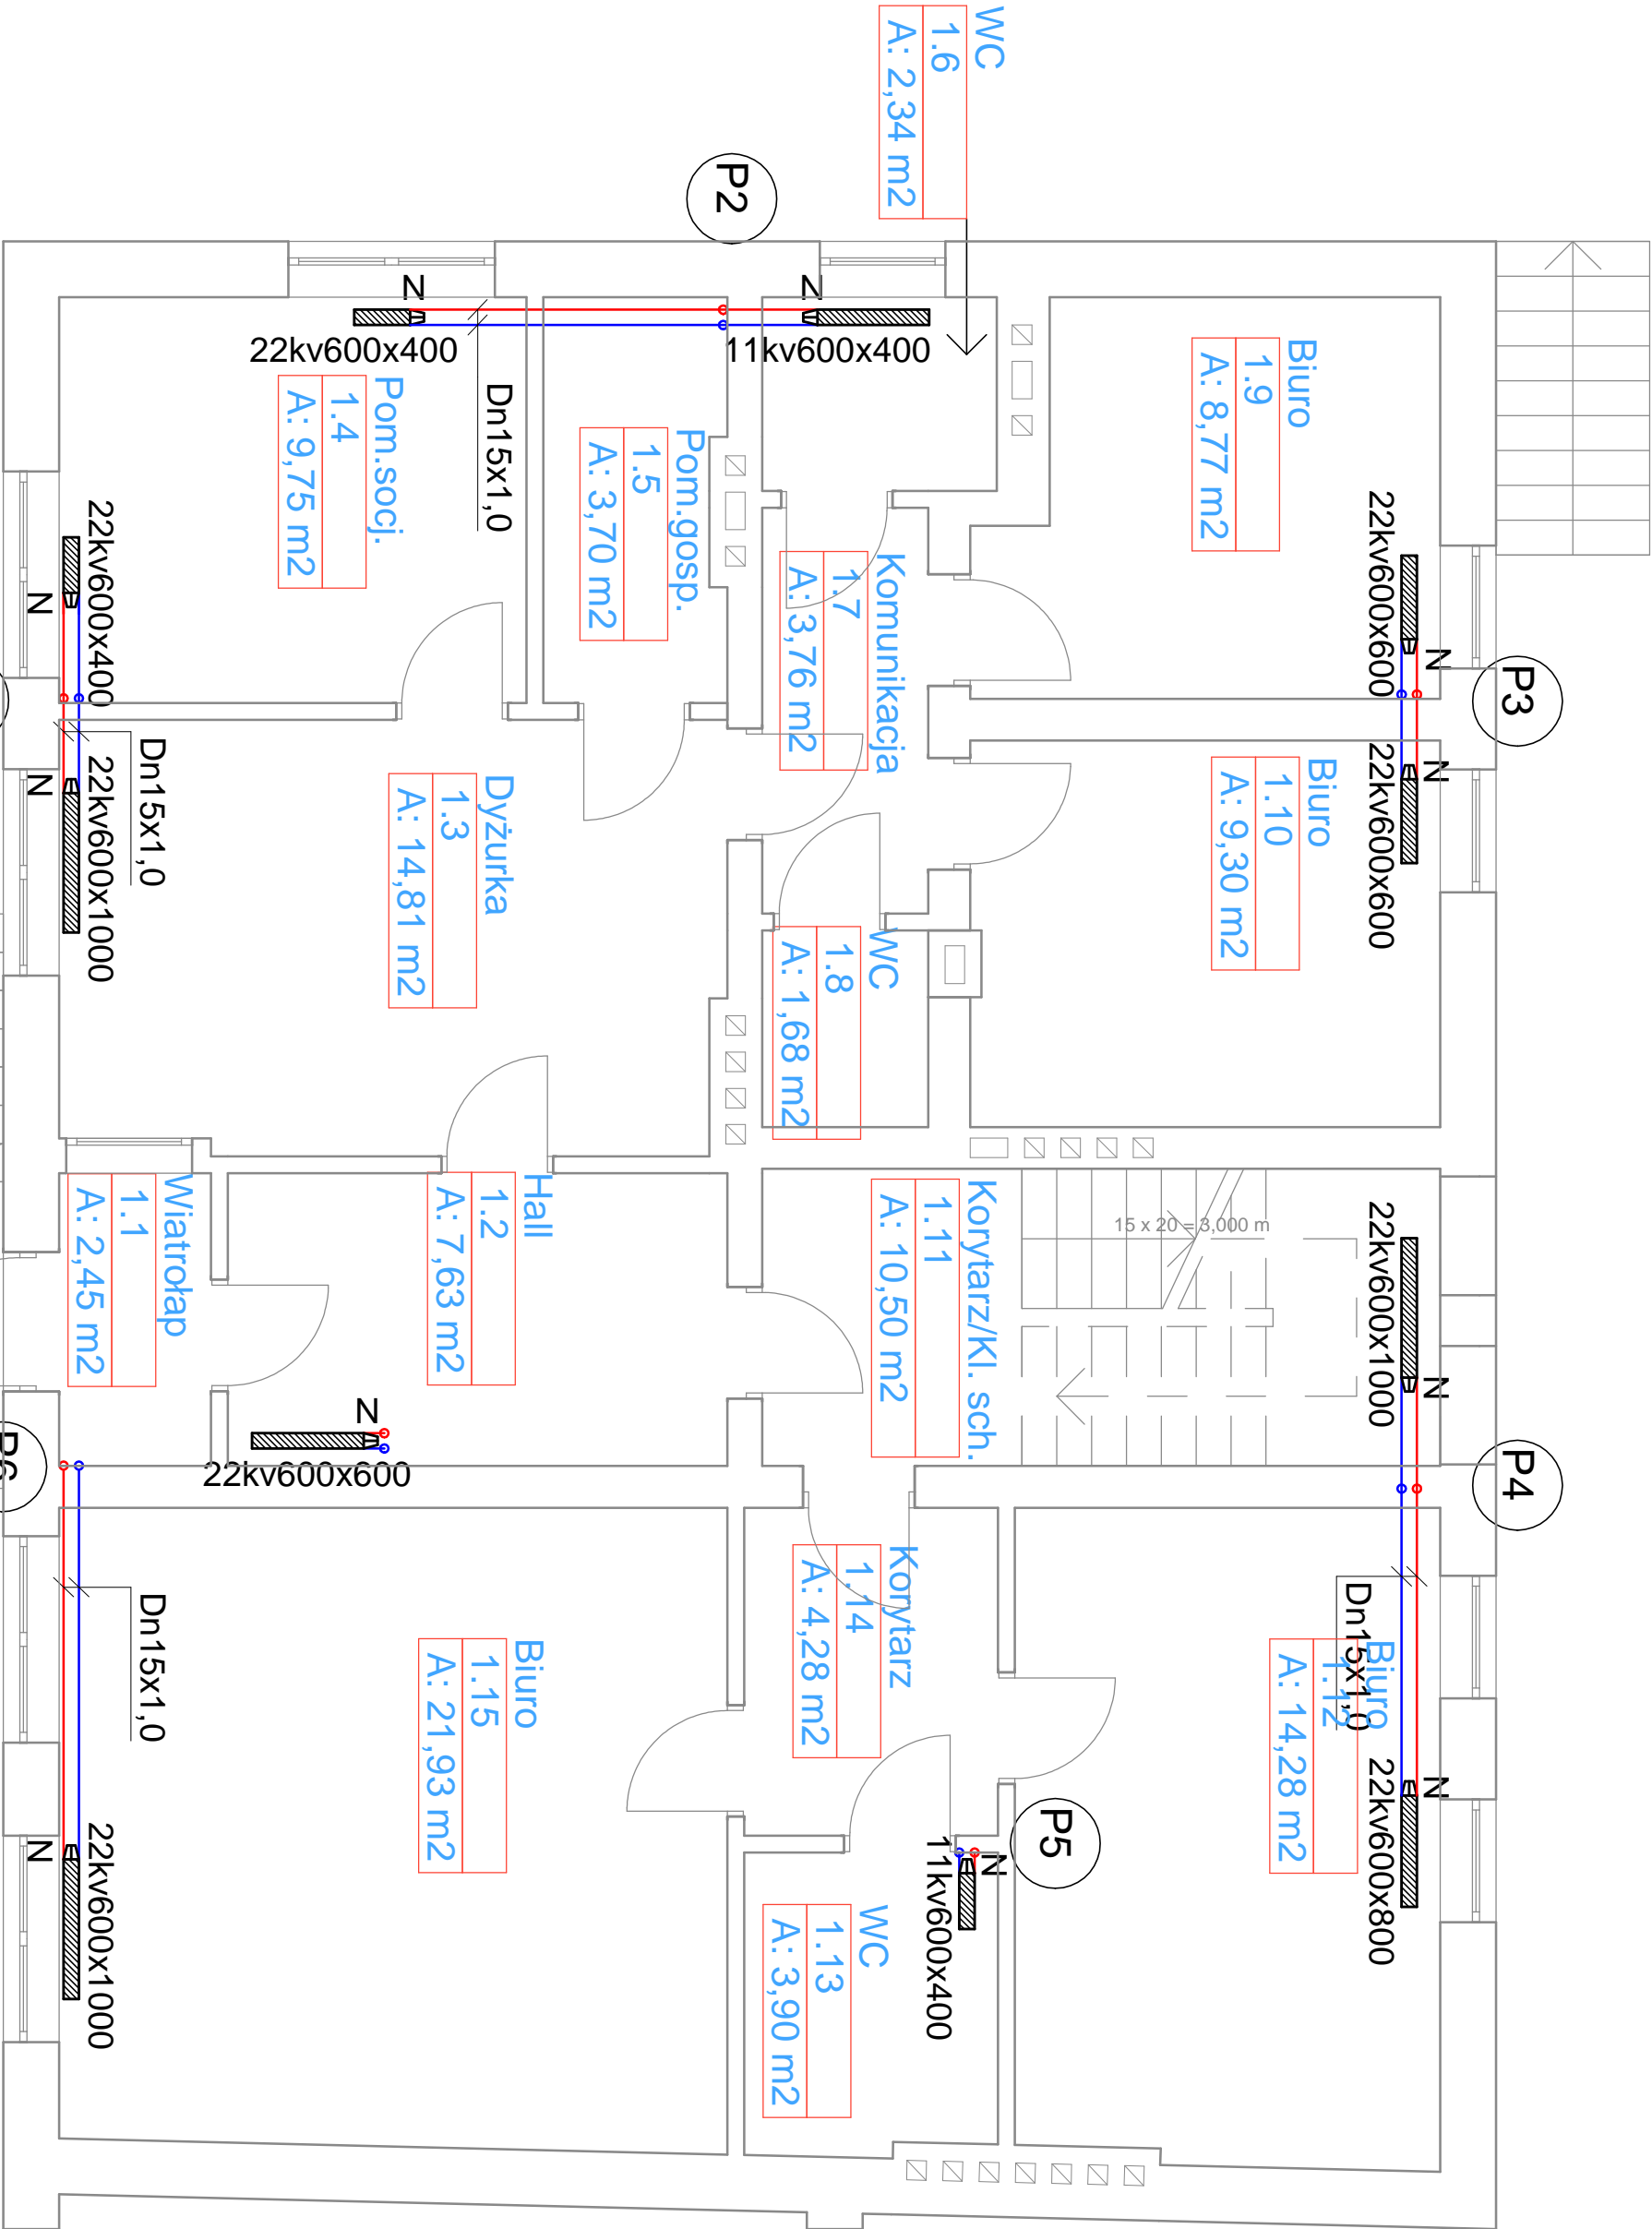 WC
1.6
A: 2,34 m2
P2
N
22kv600x400
N
11kv600x400
Dn15x1,0
Pom.socj.
1.4
A: 9,75 m2
Pom.gosp.
1.5
A: 3,70 m2
Biuro
1.9
A: 8,77 m2
22kv600x600
N
P3
Komunikacja
1.7
A: 3,76 m2
22kv600x400
N
Dn15x1,0
N
22kv600x1000
Dyżurka
1.3
A: 14,81 m2
Biuro
1.10
A: 9,30 m2
N
22kv600x600
WC
1.8
A: 1,68 m2
Wiatrołap
1.1
A: 2,45 m2
Hall
1.2
A: 7,63 m2
Korytarz/Kl. sch.
1.11
A: 10,50 m2
15 x 20 = 3,000 m
22kv600x1000
N
P4
N
22kv600x600
P6
Dn15x1,0
Biuro
1.15
A: 21,93 m2
Korytarz
1.14
A: 4,28 m2
Dn15x1,0
Biuro
1.12
A: 14,28 m2
N
22kv600x800
P5
N
11kv600x400
WC
1.13
A: 3,90 m2
N
22kv600x1000